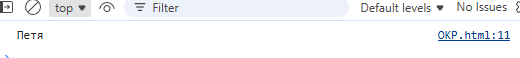 top Filter Default levels No Issues
Петя OKP.html:11